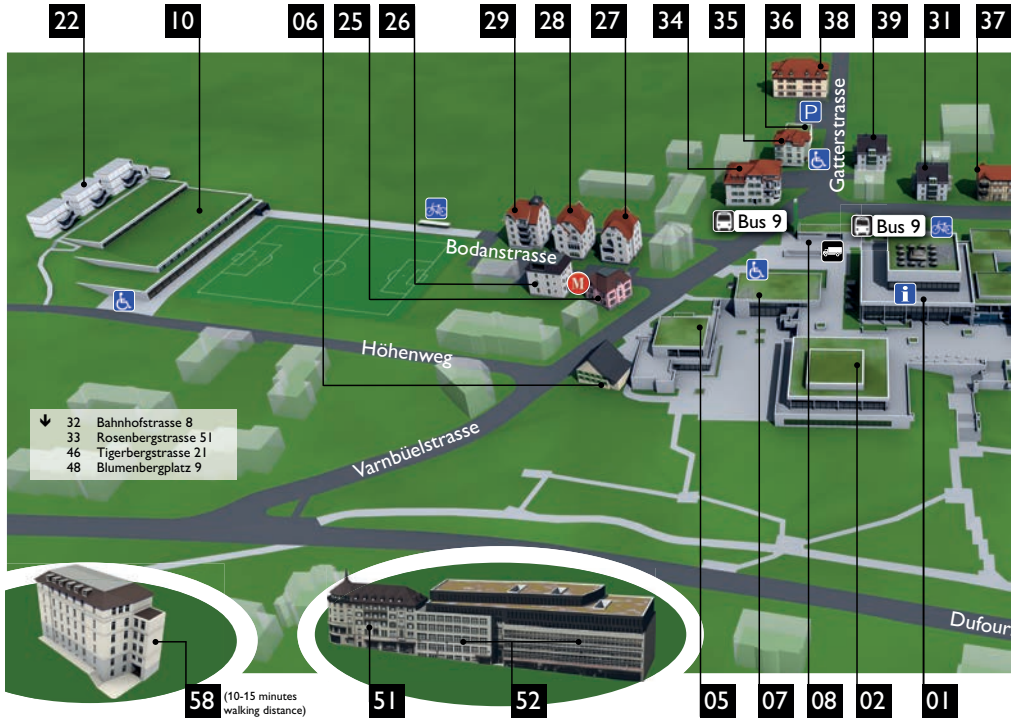 22 10 06 25 26 29 28 27 34 35 36 38 39 31 37
P
Gatterstrasse
Bus 9
Bus 9
Bodanstrasse
M
i
Höhenweg
32 Bahnhofstrasse 8
33 Rosenbergstrasse 51
46 Tigerbergstrasse 21
48 Blumenbergplatz 9
Varnbüelstrasse
Dufour
58 (10-15 minutes
walking distance)
51 52 05 07 08 02 01